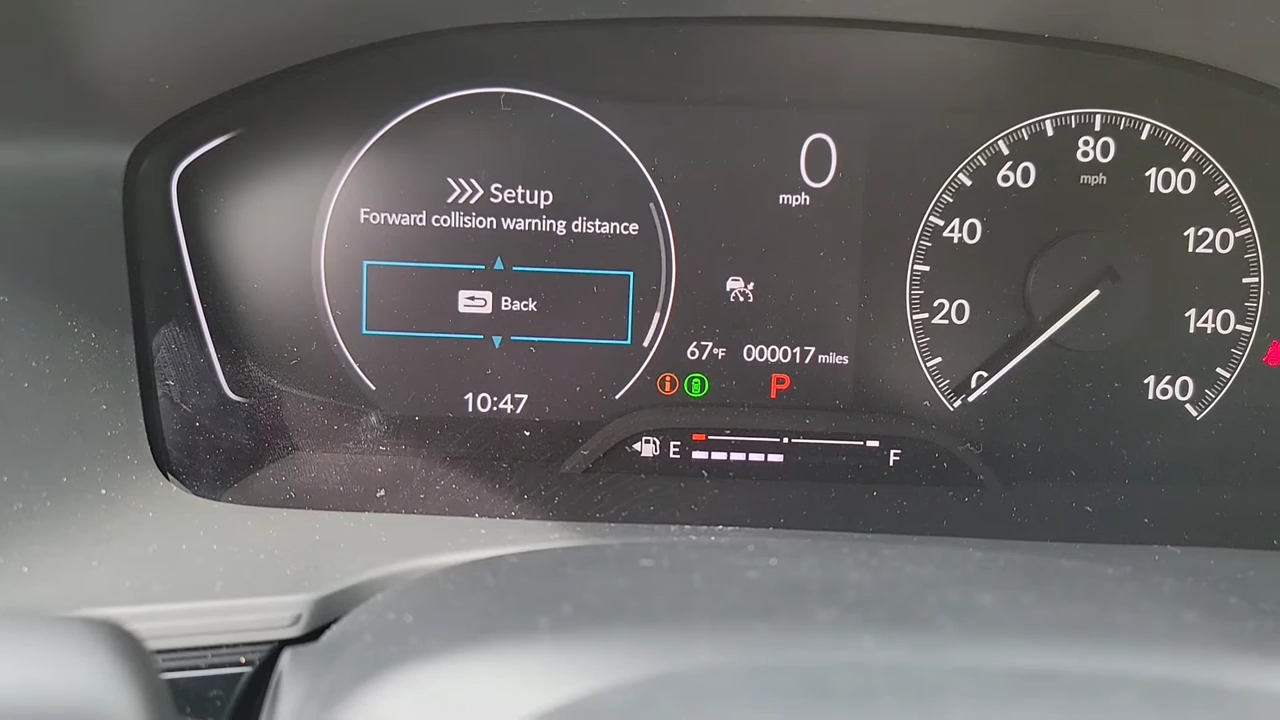 Setup
Forward collision warning distance
Back
10:47
0
mph
67°F 000017 miles
P
E F
0
20
40
60
80
mph
100
120
140
160